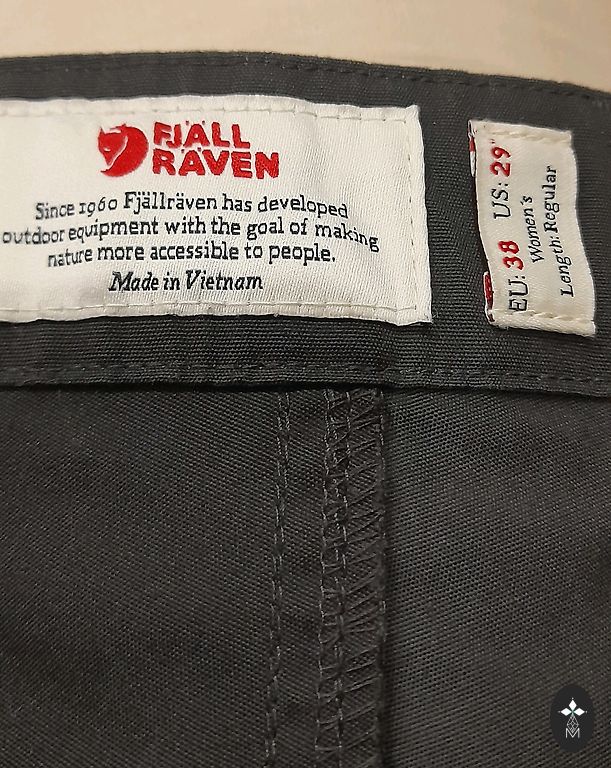 FJÄLL
RÄVEN
Since 1960 Fjällräven has developed
outdoor equipment with the goal of making
nature more accessible to people.
Made in Vietnam
EU: 38 US: 29"
Women's
Length: Regular
M